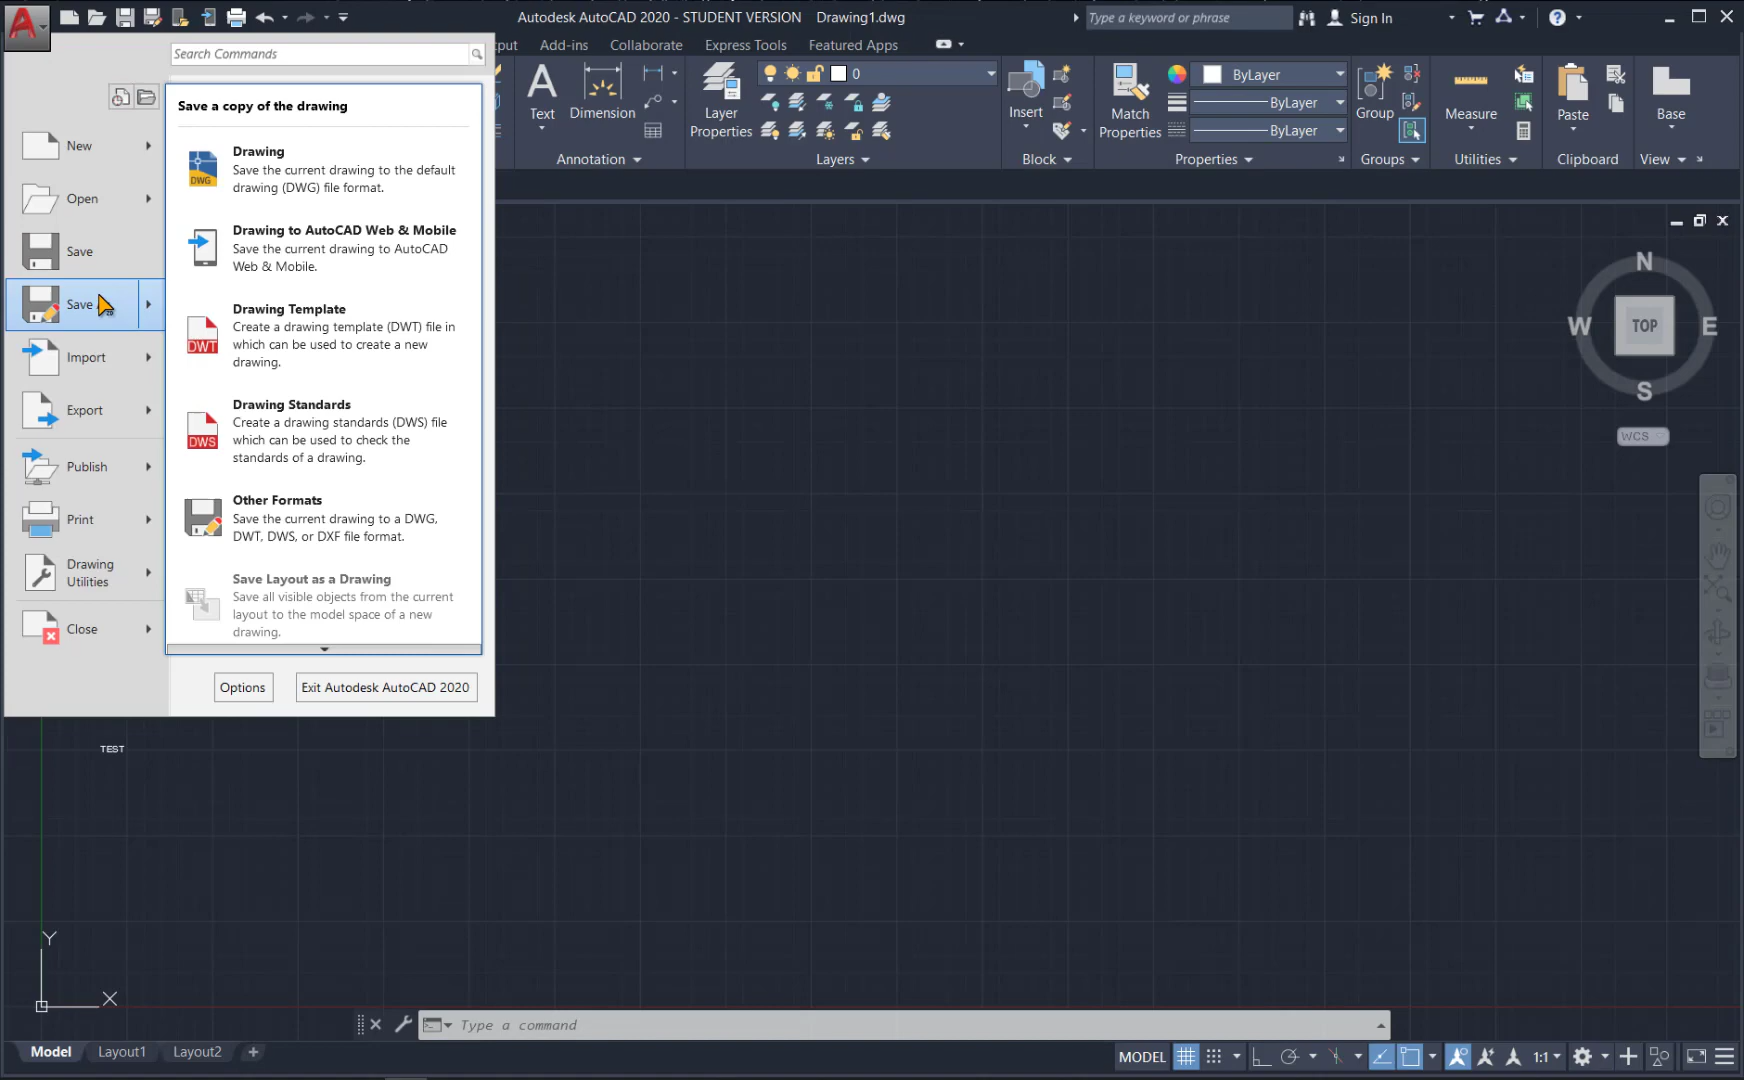 Autodesk AutoCAD 2020 - STUDENT VERSION Drawing1.dwg
Type a keyword or phrase
Sign In
Search Commands
Add-ins Collaborate Express Tools Featured Apps
Save a copy of the drawing
New
Open
Save
Save
Import
Export
Publish
Print
Drawing
Utilities
Close
Drawing
Save the current drawing to the default
drawing (DWG) file format.
DWG
Drawing to AutoCAD Web & Mobile
Save the current drawing to AutoCAD
Web & Mobile.
Drawing Template
Create a drawing template (DWT) file in
which can be used to create a new
drawing.
DWT
Drawing Standards
Create a drawing standards (DWS) file
which can be used to check the
standards of a drawing.
DWS
Other Formats
Save the current drawing to a DWG,
DWT, DWS, or DXF file format.
Save Layout as a Drawing
Save all visible objects from the current
layout to the model space of a new
drawing.
Options
Exit Autodesk AutoCAD 2020
Text
Dimension
Annotation
Layer
Properties
0
Layers
Insert
Block
Match
Properties
ByLayer
ByLayer
ByLayer
Properties
Group
Groups
Measure
Utilities
Paste
Clipboard
Base
View
N
W TOP E
S
WCS
TEST
Y
X
Type a command
Model Layout1 Layout2
MODEL
1:1